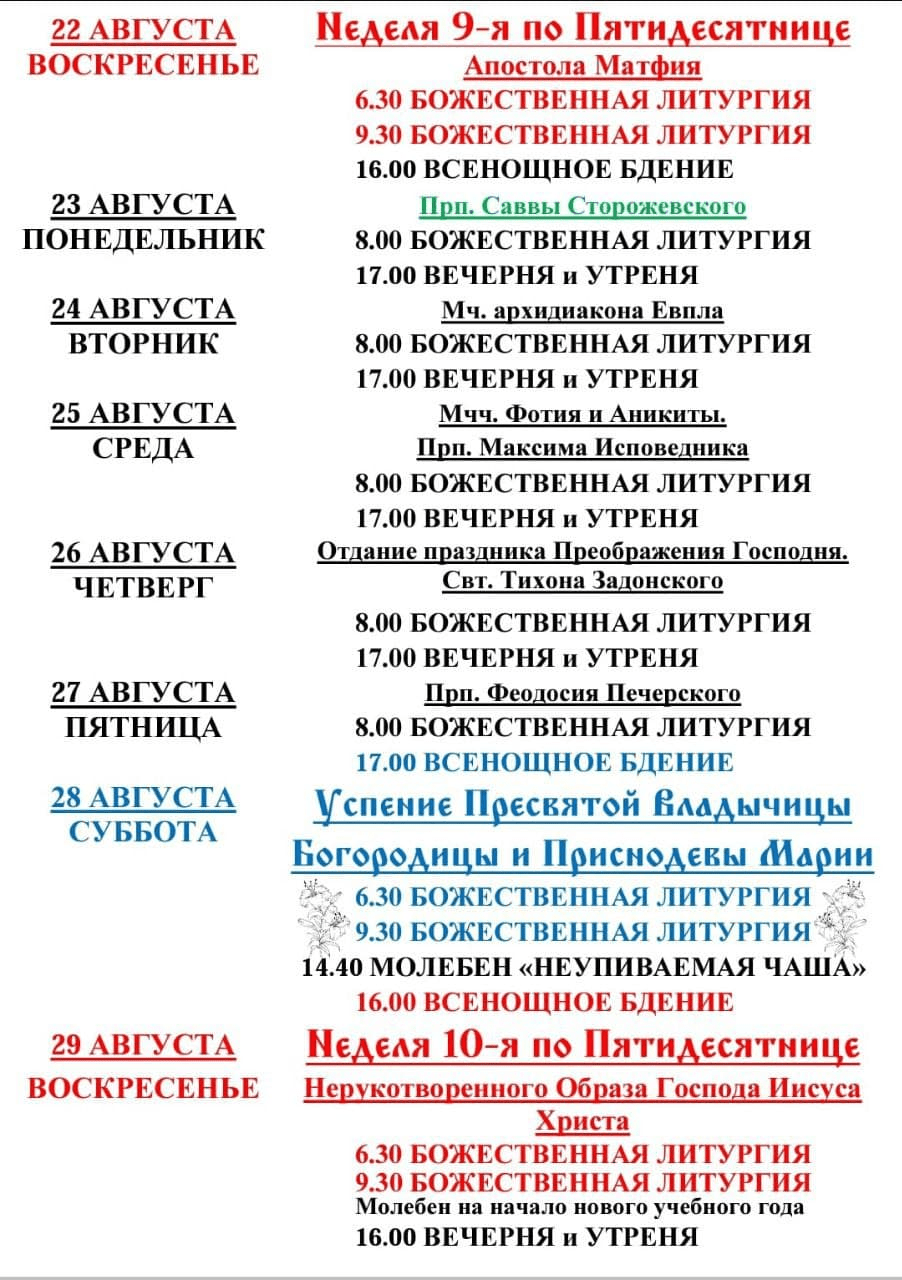 22 АВГУСТА
ВОСКРЕСЕНЬЕ
Неделя 9-я по Пятидесятнице
Апостола Матфия
6.30 БОЖЕСТВЕННАЯ ЛИТУРГИЯ
9.30 БОЖЕСТВЕННАЯ ЛИТУРГИЯ
16.00 ВСЕНОЩНОЕ БДЕНИЕ
23 АВГУСТА
ПОНЕДЕЛЬНИК
Прп. Саввы Сторожевского
8.00 БОЖЕСТВЕННАЯ ЛИТУРГИЯ
17.00 ВЕЧЕРНЯ и УТРЕНЯ
24 АВГУСТА
ВТОРНИК
Мч. архидиакона Евпла
8.00 БОЖЕСТВЕННАЯ ЛИТУРГИЯ
17.00 ВЕЧЕРНЯ и УТРЕНЯ
25 АВГУСТА
СРЕДА
Мчч. Фотия и Аникиты.
Прп. Максима Исповедника
8.00 БОЖЕСТВЕННАЯ ЛИТУРГИЯ
17.00 ВЕЧЕРНЯ и УТРЕНЯ
26 АВГУСТА
ЧЕТВЕРГ
Отдание праздника Преображения Господня.
Свт. Тихона Задонского
8.00 БОЖЕСТВЕННАЯ ЛИТУРГИЯ
17.00 ВЕЧЕРНЯ и УТРЕНЯ
27 АВГУСТА
ПЯТНИЦА
Прп. Феодосия Печерского
8.00 БОЖЕСТВЕННАЯ ЛИТУРГИЯ
17.00 ВСЕНОЩНОЕ БДЕНИЕ
28 АВГУСТА
СУББОТА
Успение Пресвятой Владычицы
Богородицы и Приснодевы Марии
6.30 БОЖЕСТВЕННАЯ ЛИТУРГИЯ
9.30 БОЖЕСТВЕННАЯ ЛИТУРГИЯ
14.40 МОЛЕБЕН «НЕУПИВАЕМАЯ ЧАША»
16.00 ВСЕНОЩНОЕ БДЕНИЕ
29 АВГУСТА
ВОСКРЕСЕНЬЕ
Неделя 10-я по Пятидесятнице
Нерукотворенного Образа Господа Иисуса
Христа
6.30 БОЖЕСТВЕННАЯ ЛИТУРГИЯ
9.30 БОЖЕСТВЕННАЯ ЛИТУРГИЯ
Молебен на начало нового учебного года
16.00 ВЕЧЕРНЯ и УТРЕНЯ